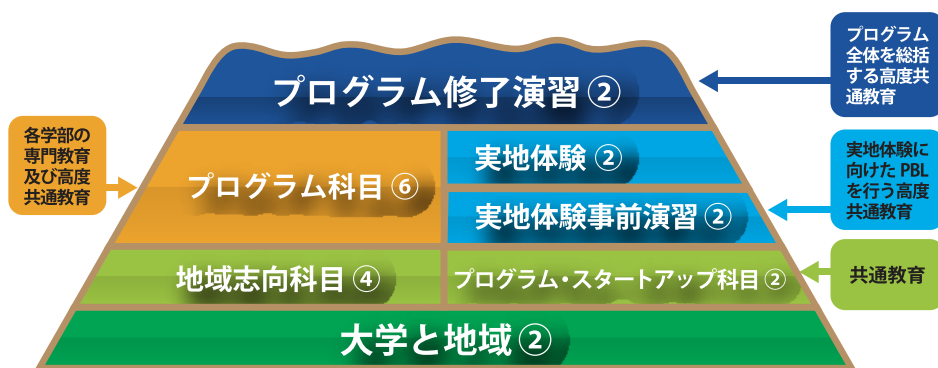 プログラム
全体を総括
する高度共
通教育
プログラム修了演習②
各学部の
専門教育
及び高度
共通教育
プログラム科目⑥
実地体験②
実地体験事前演習②
実地体験に
向けたPBL
を行う高度
共通教育
地域志向科目④
プログラム・スタートアップ科目②
共通教育
大学と地域②